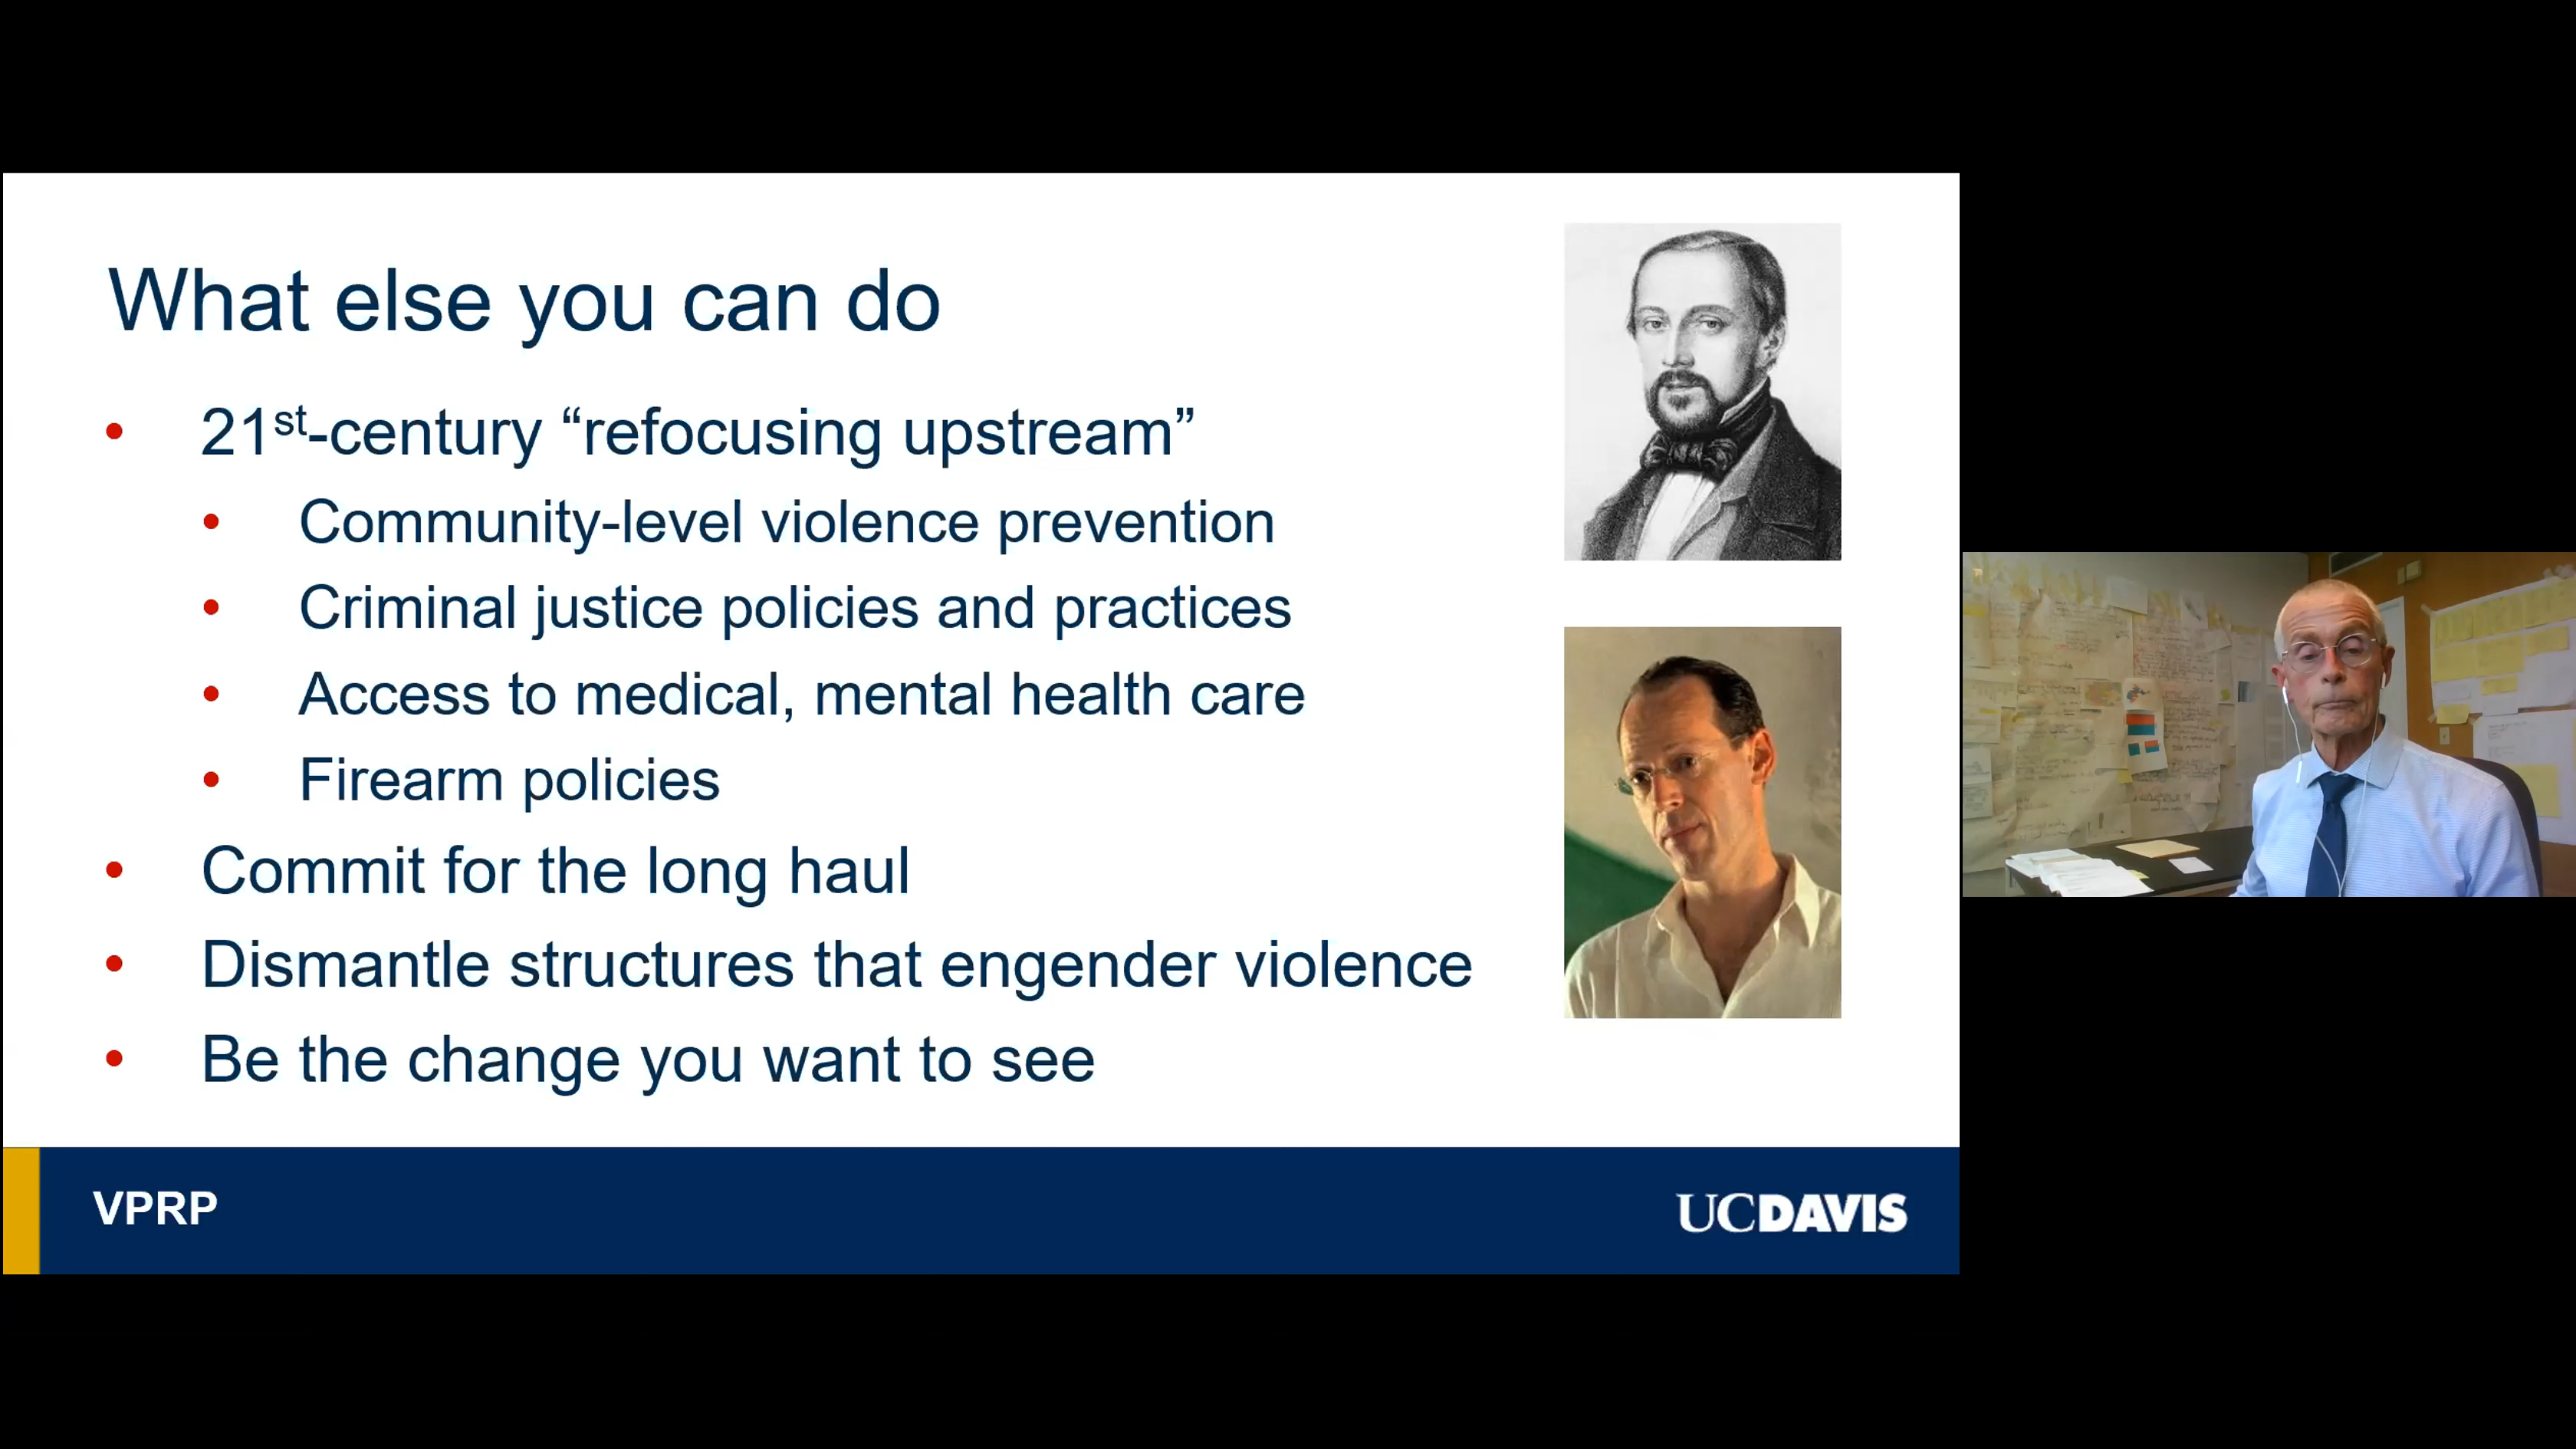 What else you can do
• 21st-century “refocusing upstream”
• Community-level violence prevention
• Criminal justice policies and practices
• Access to medical, mental health care
• Firearm policies
• Commit for the long haul
• Dismantle structures that engender violence
• Be the change you want to see
VPRP
UCDAVIS